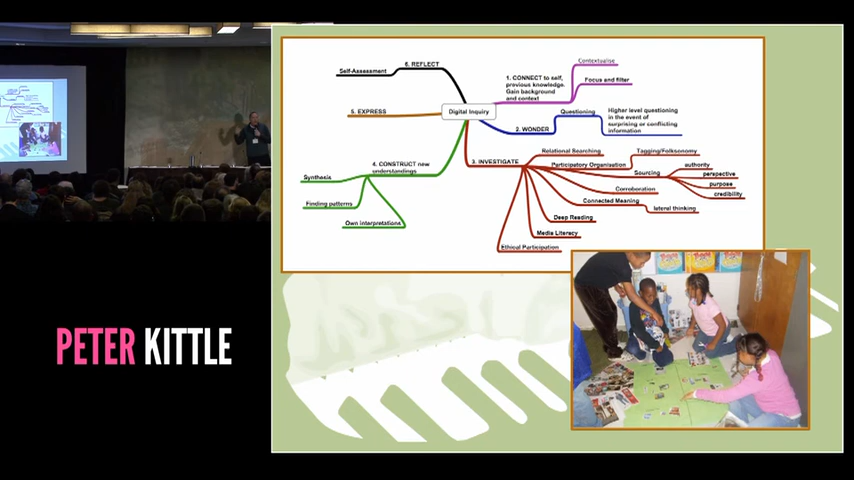 6. REFLECT
Self-Assessment
5. EXPRESS
4. CONSTRUCT new
understandings
Synthesis
Finding patterns
Own interpretations
Digital Inquiry
1. CONNECT to self,
previous knowledge.
Gain background
and context
Contextualise
Focus and filter
2. WONDER
Questioning
Higher level questioning
in the event of
surprising or conflicting
information
3. INVESTIGATE
Relational Searching
Participatory Organisation
Tagging/Folksonomy
Sourcing
authority
perspective
purpose
credibility
Corroboration
Connected Meaning
lateral thinking
Deep Reading
Media Literacy
Ethical Participation
PETER KITTLE